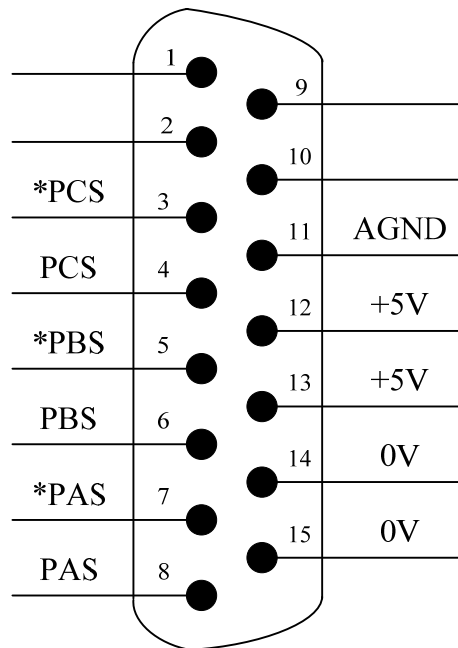 1
2
*PCS 3
PCS 4
*PBS 5
PBS 6
*PAS 7
PAS 8
9
10
11 AGND
12 +5V
13 +5V
14 0V
15 0V